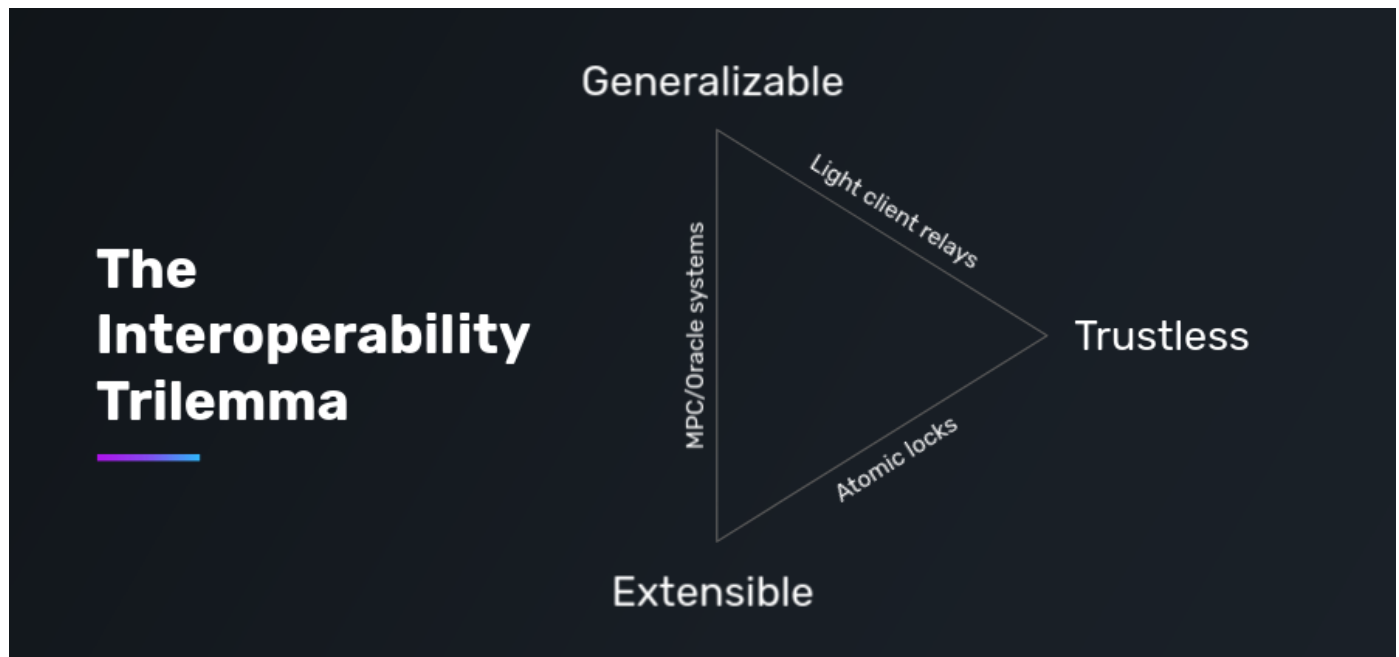 The
Interoperability
Trilemma
Generalizable
Light client relays
MPC/Oracle systems
Trustless
Atomic locks
Extensible